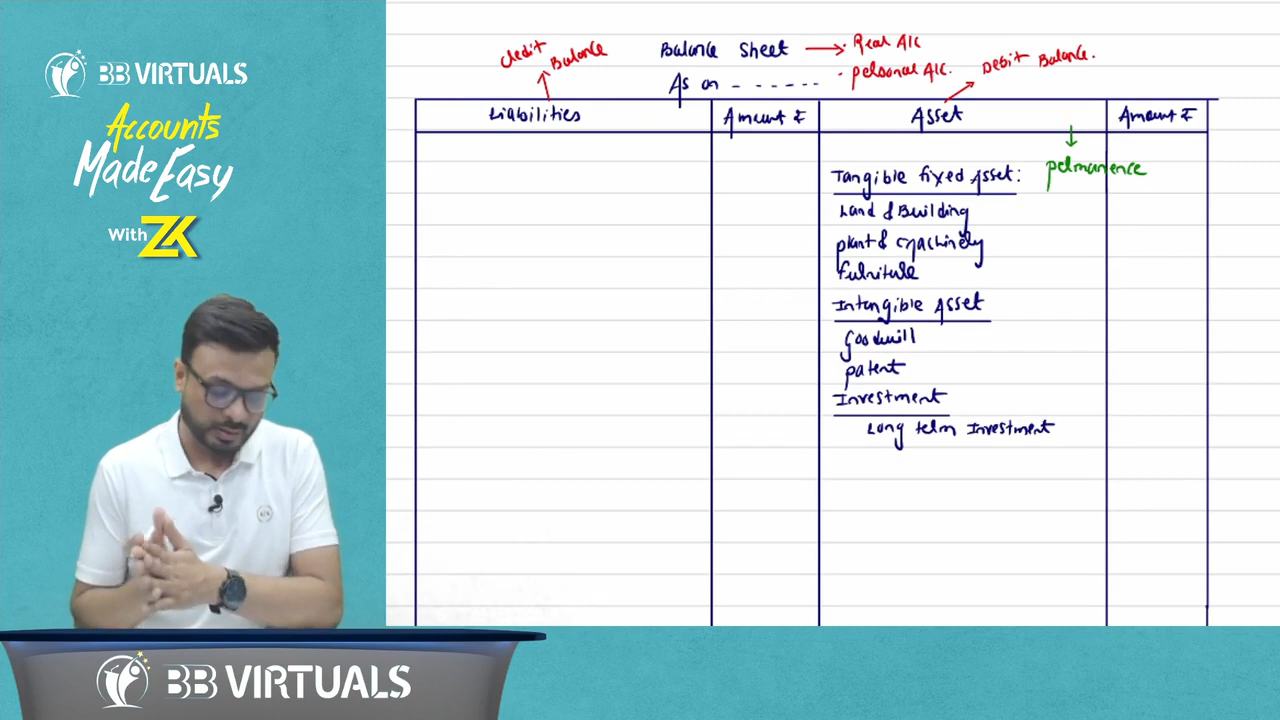 BB VIRTUALS
Accounts
Made Easy
With ZK
Credit Balance
Balance Sheet → · Real A/C
· personal A/C.
Debit Balance.
As on - - - - - - -
Liabilities
Amount ₹
Asset
Amount ₹
permanence
Tangible fixed Asset:
Land & Building
plant & Machinery
furniture
Intangible Asset
Goodwill
patent
Investment
Long term Investment
BB VIRTUALS